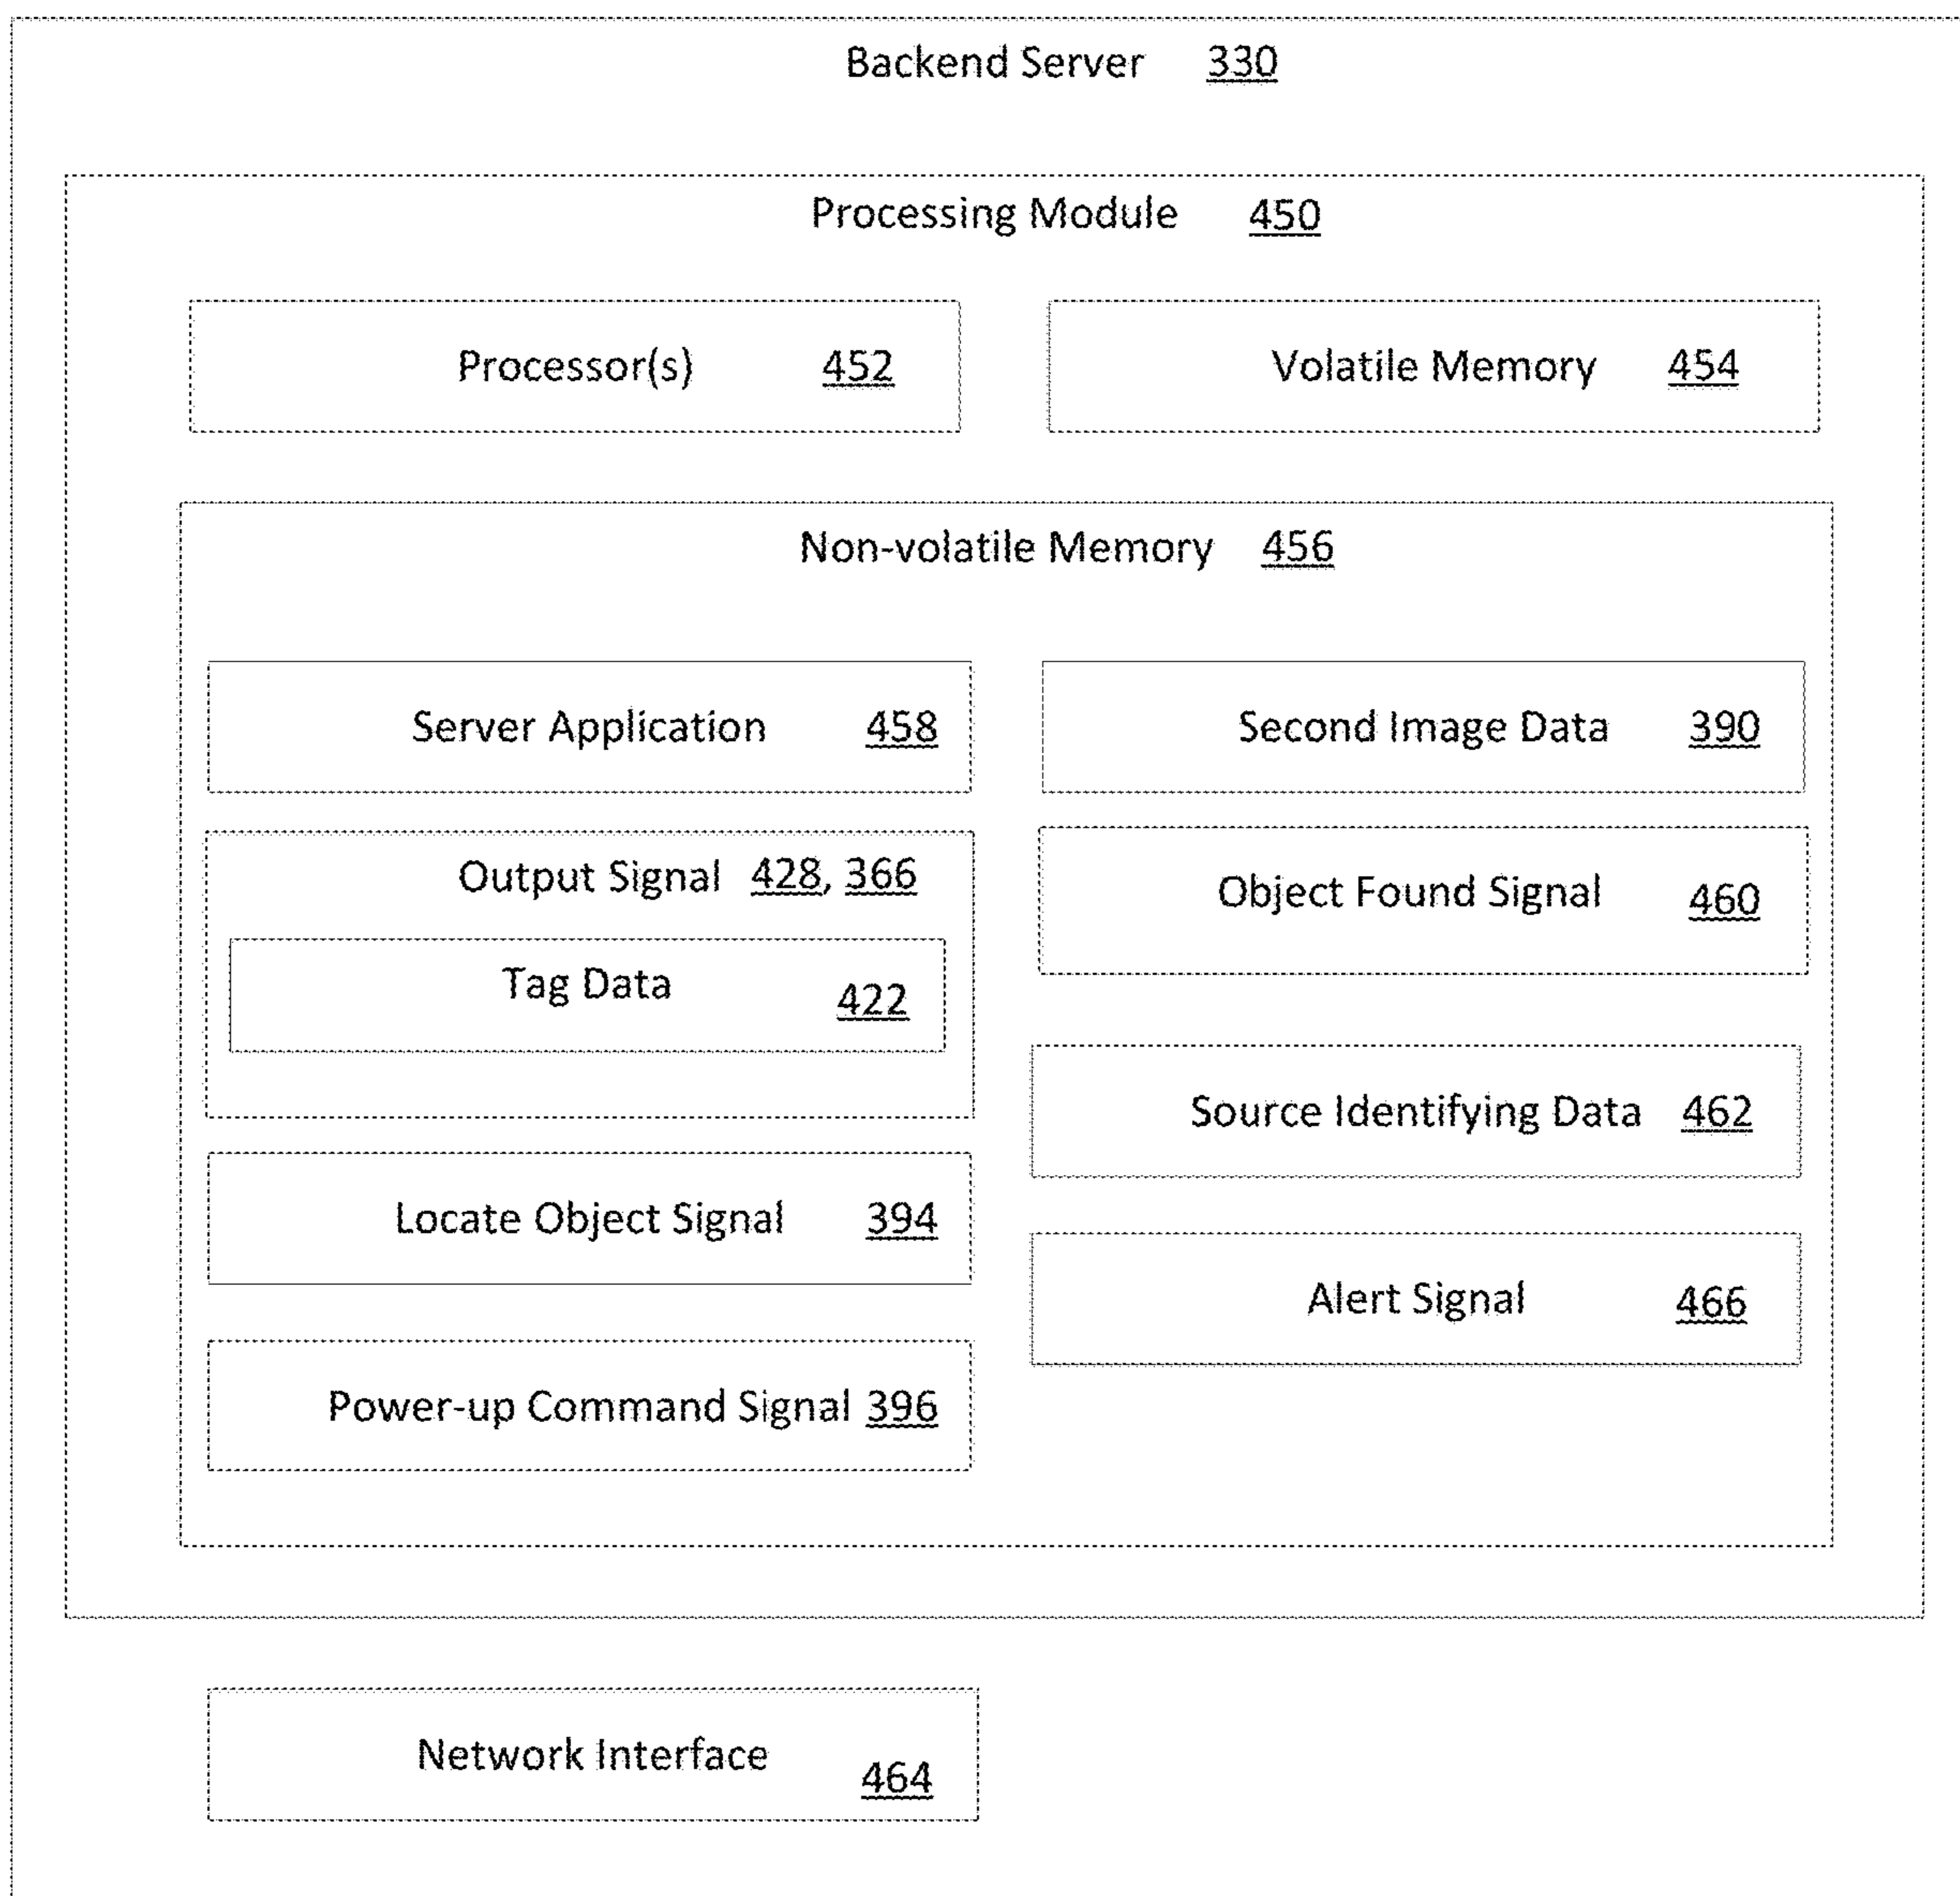 Backend Server 330
Processing Module 450
Processor(s) 452
Volatile Memory 454
Non-volatile Memory 456
Server Application 458
Second Image Data 390
Output Signal 428, 366
Tag Data 422
Object Found Signal 460
Source Identifying Data 462
Locate Object Signal 394
Alert Signal 466
Power-up Command Signal 396
Network Interface 464